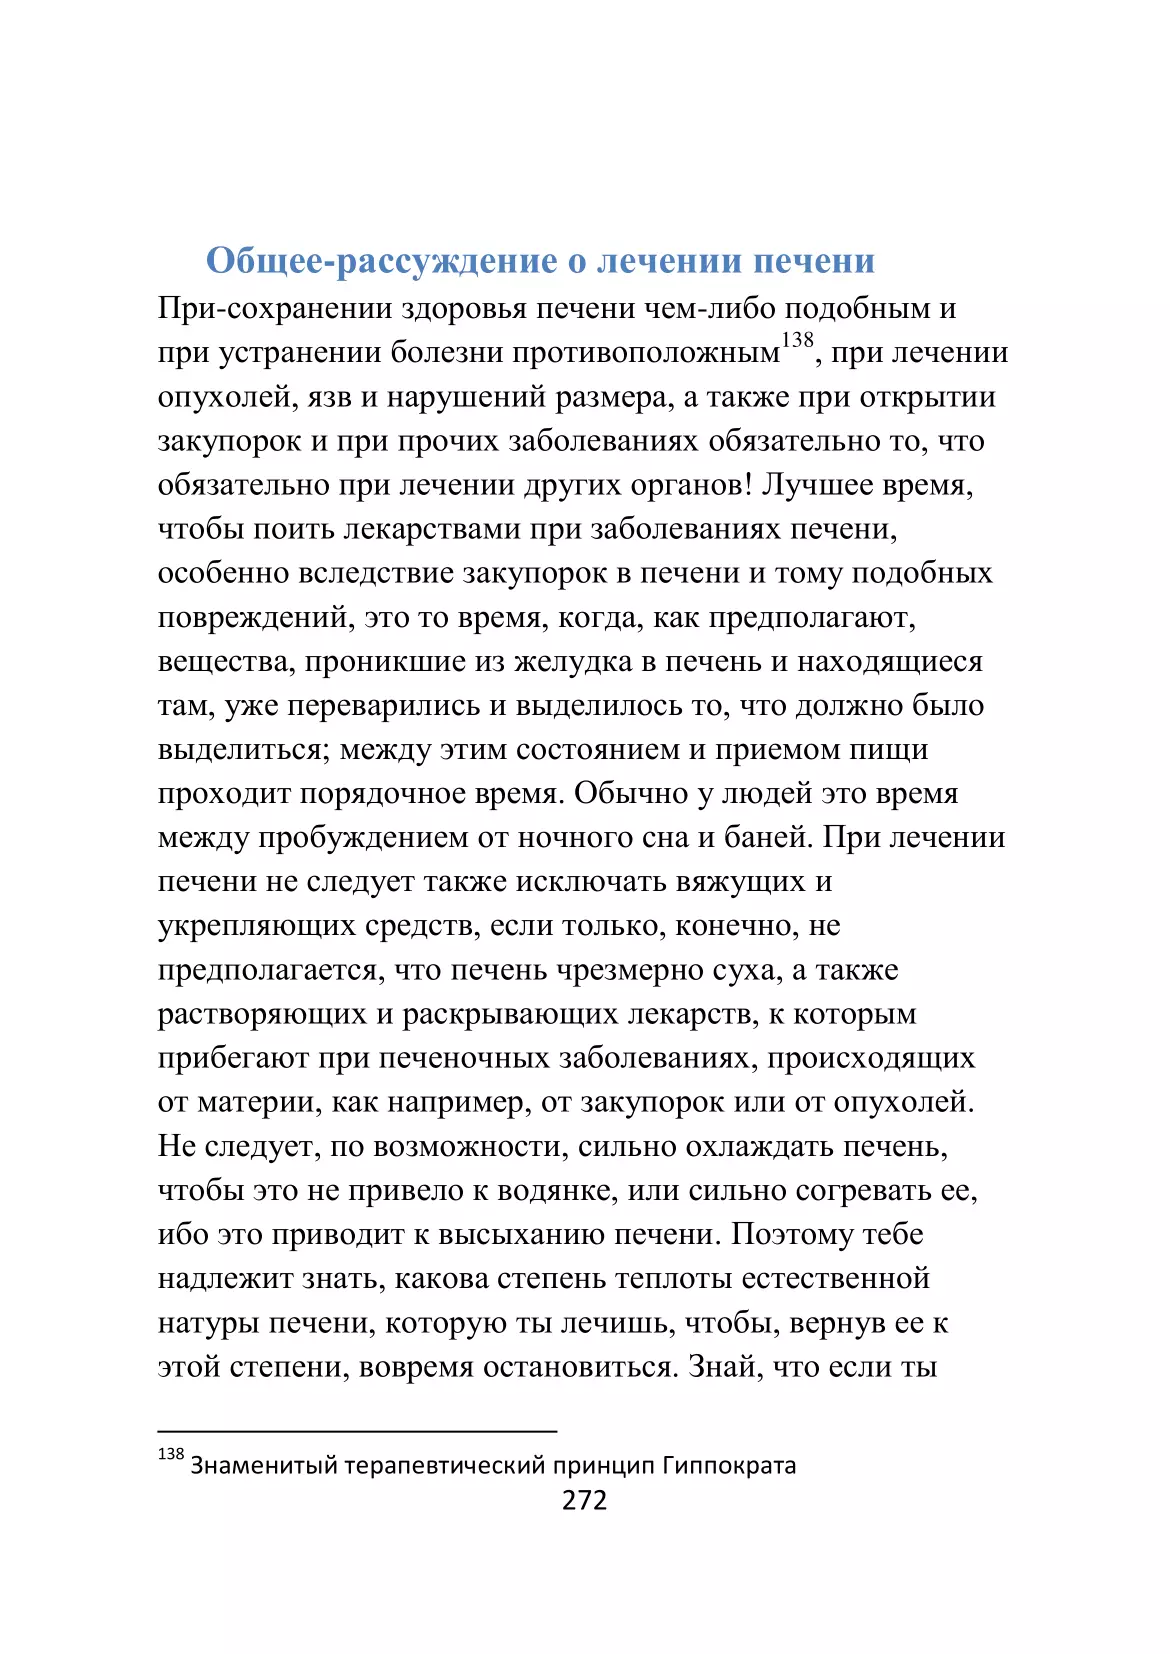 Общее-рассуждение о лечении печени
При-сохранении здоровья печени чем-либо подобным и
при устранении болезни противоположным138, при лечении
опухолей, язв и нарушений размера, а также при открытии
закупорок и при прочих заболеваниях обязательно то, что
обязательно при лечении других органов! Лучшее время,
чтобы поить лекарствами при заболеваниях печени,
особенно вследствие закупорок в печени и тому подобных
повреждений, это то время, когда, как предполагают,
вещества, проникшие из желудка в печень и находящиеся
там, уже переварились и выделилось то, что должно было
выделиться; между этим состоянием и приемом пищи
проходит порядочное время. Обычно у людей это время
между пробуждением от ночного сна и баней. При лечении
печени не следует также исключать вяжущих и
укрепляющих средств, если только, конечно, не
предполагается, что печень чрезмерно суха, а также
растворяющих и раскрывающих лекарств, к которым
прибегают при печеночных заболеваниях, происходящих
от материи, как например, от закупорок или от опухолей.
Не следует, по возможности, сильно охлаждать печень,
чтобы это не привело к водянке, или сильно согревать ее,
ибо это приводит к высыханию печени. Поэтому тебе
надлежит знать, какова степень теплоты естественной
натуры печени, которую ты лечишь, чтобы, вернув ее к
этой степени, вовремя остановиться. Знай, что если ты
138 Знаменитый терапевтический принцип Гиппократа
272